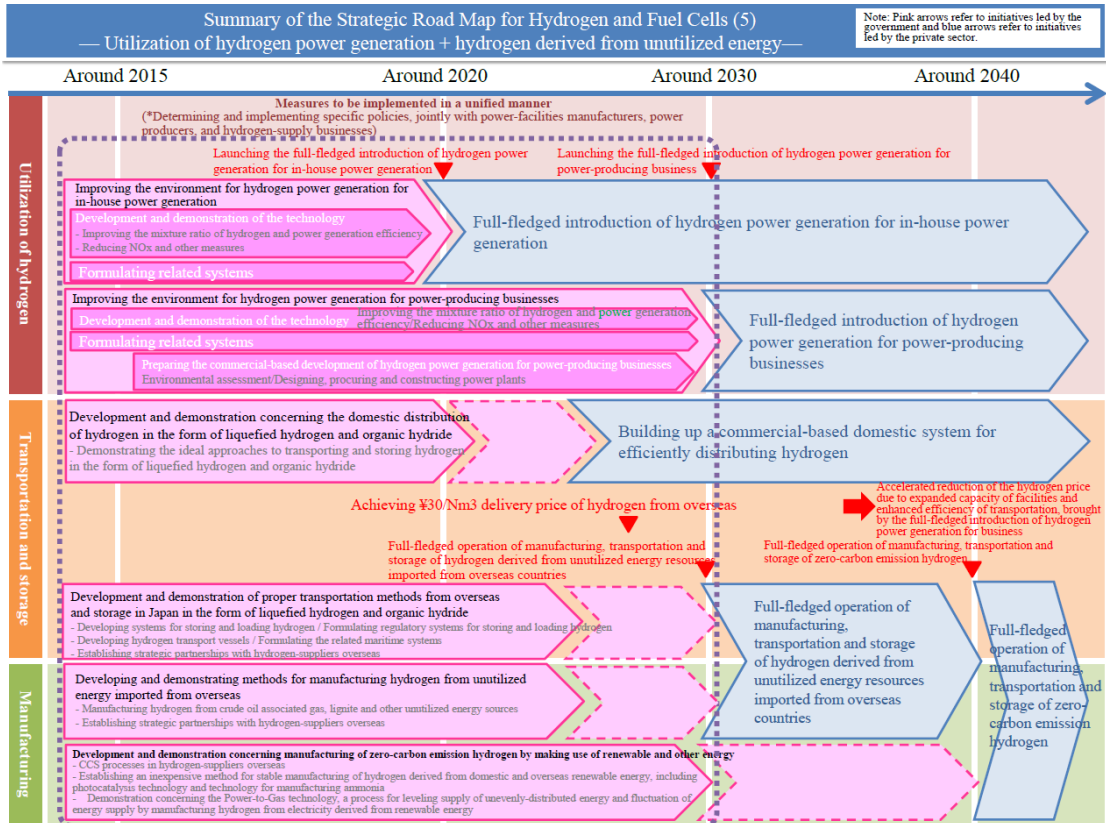 Summary of the Strategic Road Map for Hydrogen and Fuel Cells (5)
— Utilization of hydrogen power generation + hydrogen derived from unutilized energy—
Note: Pink arrows refer to initiatives led by the
government and blue arrows refer to initiatives
led by the private sector.
Around 2015
Around 2020
Around 2030
Around 2040
Utilization of hydrogen
Measures to be implemented in a unified manner
(*Determining and implementing specific policies, jointly with power-facilities manufacturers, power
producers, and hydrogen-supply businesses)
Launching the full-fledged introduction of hydrogen power
generation for in-house power generation
Launching the full-fledged introduction of hydrogen power generation for
power-producing business
Improving the environment for hydrogen power generation for
in-house power generation
Development and demonstration of the technology
- Improving the mixture ratio of hydrogen and power generation efficiency
- Reducing NOx and other measures
Formulating related systems
Full-fledged introduction of hydrogen power generation for in-house power
generation
Improving the environment for hydrogen power generation for power-producing businesses
Development and demonstration of the technology
Improving the mixture ratio of hydrogen and power generation
efficiency/Reducing NOx and other measures
Formulating related systems
Preparing the commercial-based development of hydrogen power generation for power-producing businesses
Environmental assessment/Designing, procuring and constructing power plants
Full-fledged introduction of hydrogen
power generation for power-producing
businesses
Transportation and storage
Development and demonstration concerning the domestic distribution
of hydrogen in the form of liquefied hydrogen and organic hydride
- Demonstrating the ideal approaches to transporting and storing hydrogen
in the form of liquefied hydrogen and organic hydride
Building up a commercial-based domestic system for
efficiently distributing hydrogen
Achieving ¥30/Nm3 delivery price of hydrogen from overseas
Accelerated reduction of the hydrogen price
due to expanded capacity of facilities and
enhanced efficiency of transportation, brought
by the full-fledged introduction of hydrogen
power generation for business
Full-fledged operation of manufacturing, transportation and
storage of hydrogen derived from unutilized energy resources
imported from overseas countries
Full-fledged operation of manufacturing, transportation and
storage of zero-carbon emission hydrogen
Development and demonstration of proper transportation methods from overseas
and storage in Japan in the form of liquefied hydrogen and organic hydride
- Developing systems for storing and loading hydrogen / Formulating regulatory systems for storing and loading hydrogen
- Developing hydrogen transport vessels / Formulating the related maritime systems
- Establishing strategic partnerships with hydrogen-suppliers overseas
Full-fledged operation of
manufacturing,
transportation and storage
of hydrogen derived from
unutilized energy resources
imported from overseas
countries
Full-fledged
operation of
manufacturing,
transportation and
storage of zero-
carbon emission
hydrogen
Manufacturing
Developing and demonstrating methods for manufacturing hydrogen from unutilized
energy imported from overseas
- Manufacturing hydrogen from crude oil associated gas, lignite and other unutilized energy sources
- Establishing strategic partnerships with hydrogen-suppliers overseas
Development and demonstration concerning manufacturing of zero-carbon emission hydrogen by making use of renewable and other energy
- CCS processes in hydrogen-suppliers overseas
- Establishing an inexpensive method for stable manufacturing of hydrogen derived from domestic and overseas renewable energy, including
photocatalysis technology and technology for manufacturing ammonia
- Demonstration concerning the Power-to-Gas technology, a process for leveling supply of unevenly-distributed energy and fluctuation of
energy supply by manufacturing hydrogen from electricity derived from renewable energy